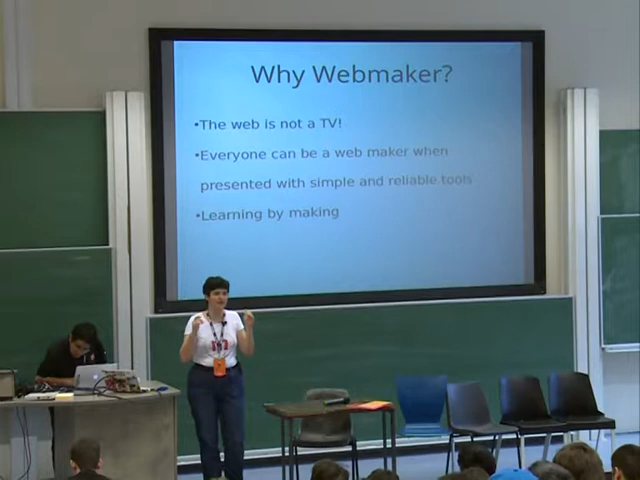 Why Webmaker?
•The web is not a TV!
•Everyone can be a web maker when
presented with simple and reliable tools
•Learning by making